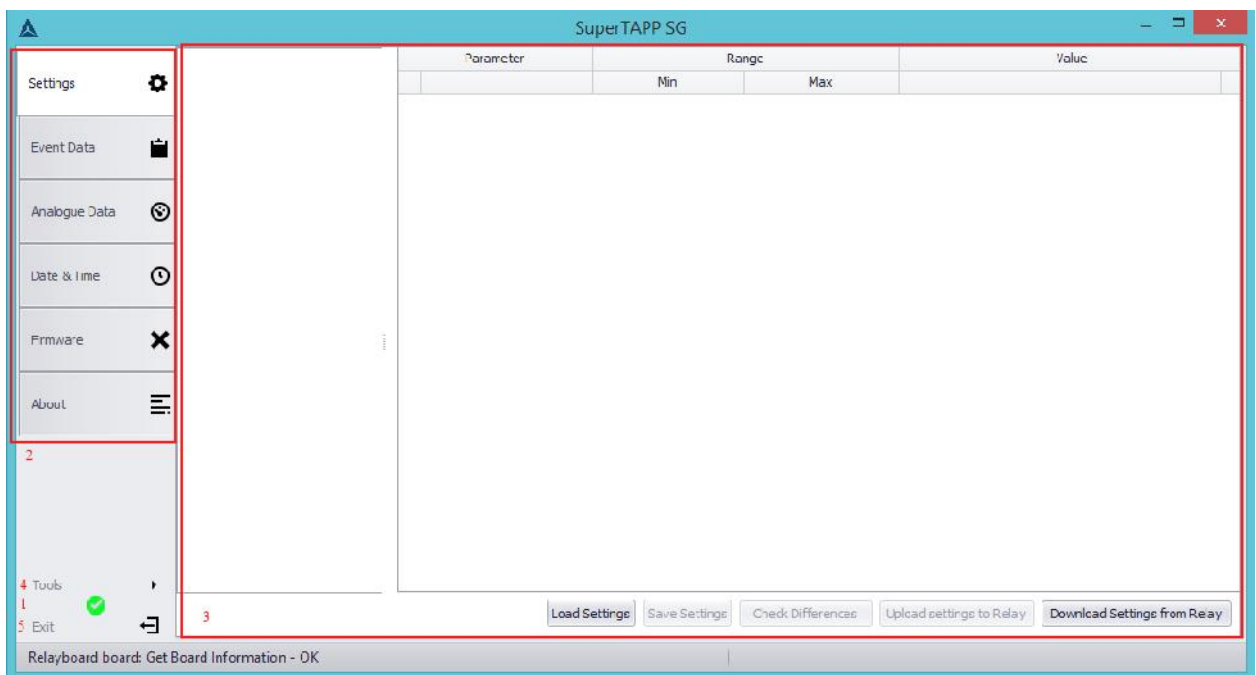 SuperTAPP SG
Settings
Event Data
Analogue Data
Date & Time
Firmware
About
2
4 Tools
1
5 Exit
Parameter Range Value
Min Max
3
Load Settings Save Settings Check Differences Upload settings to Relay Download Settings from Relay
Relayboard board: Get Board Information - OK